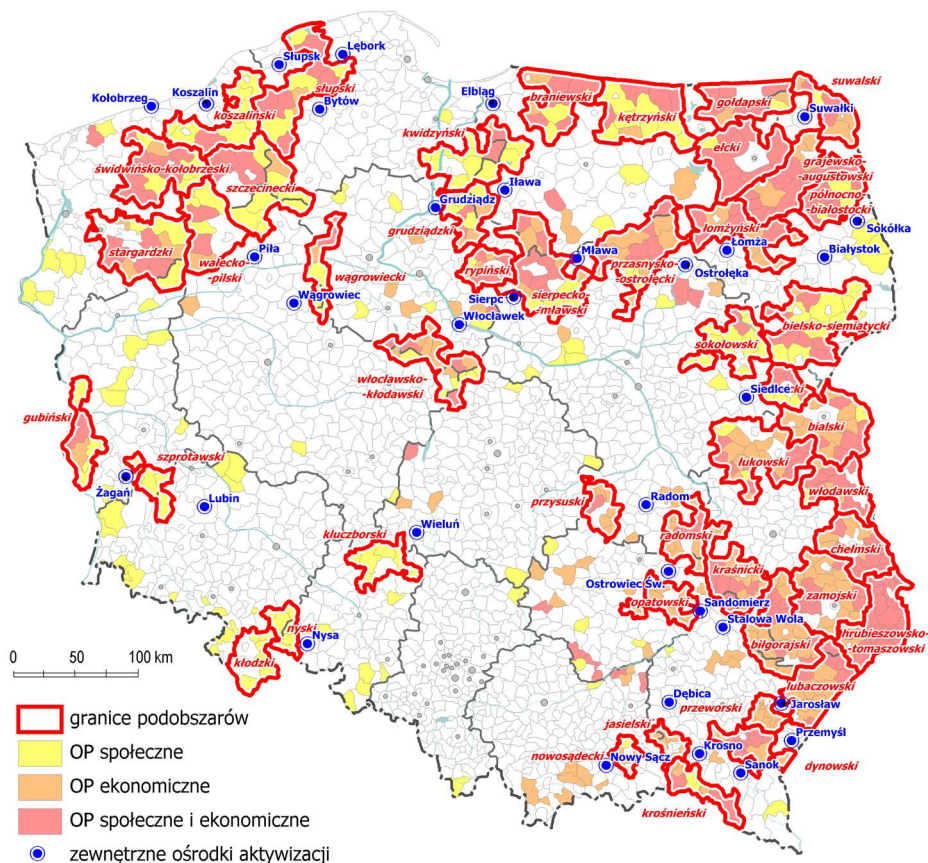 Lębork
Słupsk
słupski
Koszalin
Kołobrzeg
koszaliński
Bytów
Elbląg
braniewski
kętrzyński
gołdapski
suwalski
Suwałki
kwidzyński
ełcki
grajewsko-
-augustowski
świdwińsko-kołobrzeski
szczecinecki
Iława
północno-
-białostocki
Grudziądz
Sokółka
stargardzki
grudziądzki
łomżyński
Łomża
Białystok
Piła
wałecko-
-pilski
wągrowiecki
rypiński
Mława
przasnysko-
-ostrołęcki
Ostrołęka
Wągrowiec
Sierpc
sierpecko-
-mławski
Włocławek
bielsko-siemiatycki
sokołowski
włocławsko-
-kłodawski
Siedlce
gubiński
bialski
szprotawski
łukowski
Żagań
Lubin
włodawski
przysuski
Radom
Wieluń
radomski
kluczborski
chełmski
kraśnicki
Ostrowiec Św.
zamojski
opatowski
Sandomierz
Stalowa Wola
nyski
Nysa
hrubieszowsko-
-tomaszowski
biłgorajski
kłodzki
0 50 100 km
lubaczowski
Dębica
przeworski
Jarosław
jasielski
Przemyśl
nowosądecki
Nowy Sącz
Krosno
Sanok
dynowski
krośnieński
granice podobszarów
OP społeczne
OP ekonomiczne
OP społeczne i ekonomiczne
zewnętrzne ośrodki aktywizacji